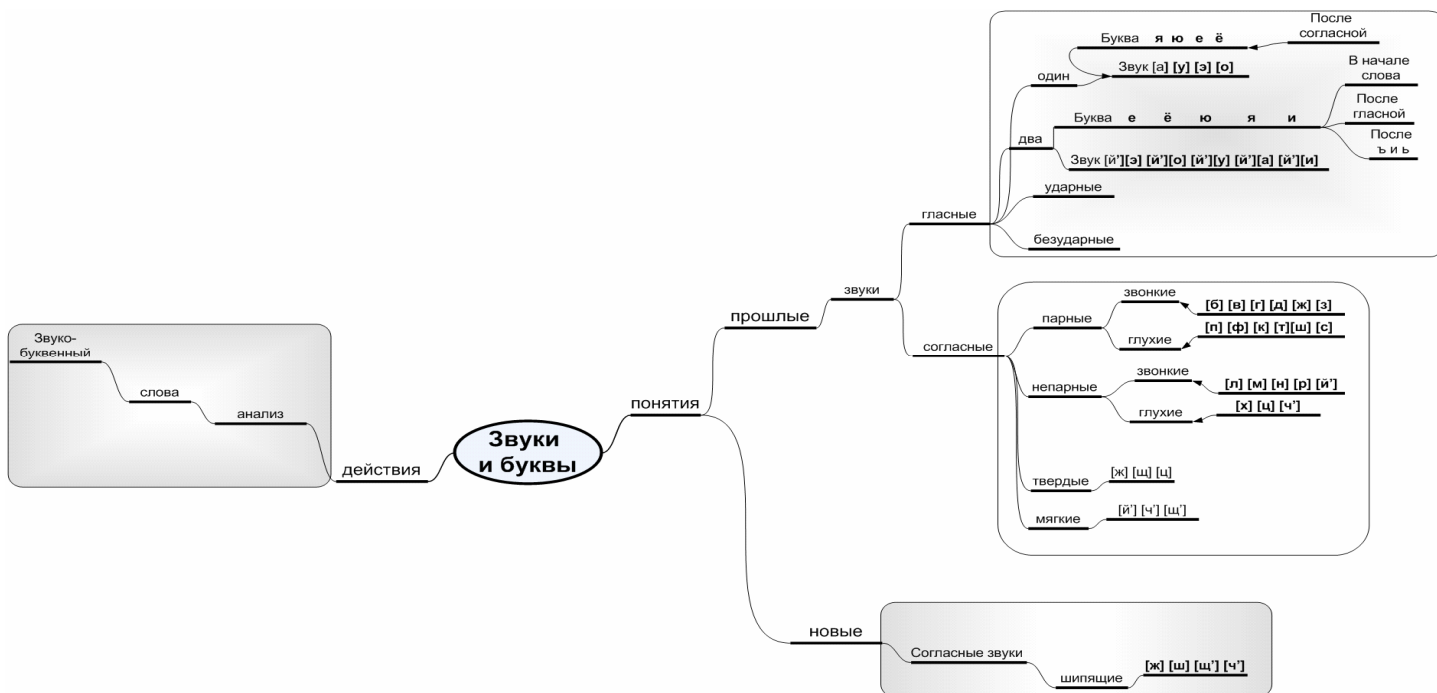 Звуки
и буквы
действия
анализ
слова
Звуко-
буквенный
понятия
прошлые
звуки
гласные
один
Буква я ю е ё
После
согласной
Звук [а] [у] [э] [о]
два
Буква е ё ю я и
В начале
слова
После
гласной
После
ъ и ь
Звук [й’][э] [й’][о] [й’][у] [й’][а] [й’][и]
ударные
безударные
согласные
парные
звонкие
[б] [в] [г] [д] [ж] [з]
глухие
[п] [ф] [к] [т][ш] [с]
непарные
звонкие
[л] [м] [н] [р] [й’]
глухие
[х] [ц] [ч’]
твердые
[ж] [щ] [ц]
мягкие
[й’] [ч’] [щ’]
новые
Согласные звуки
шипящие
[ж] [ш] [щ’] [ч’]